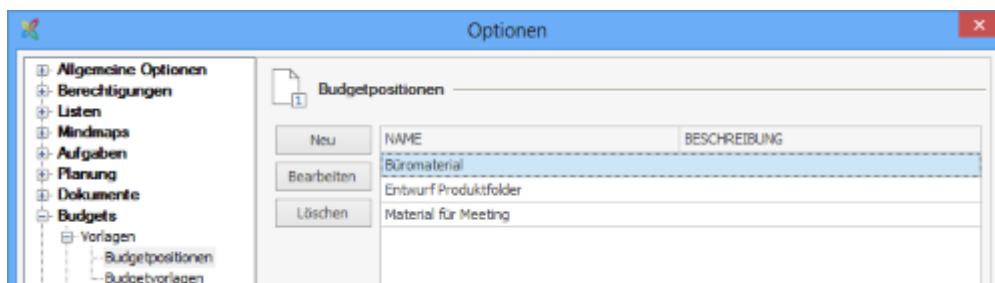 Optionen
Allgemeine Optionen
Berechtigungen
Listen
Mindmaps
Aufgaben
Planung
Dokumente
Budgets
Vorlagen
Budgetpositionen
Budgetvorlagen
1
Budgetpositionen
Neu
Bearbeiten
Löschen
NAME BESCHREIBUNG
Büromaterial
Entwurf Produktfolder
Material für Meeting